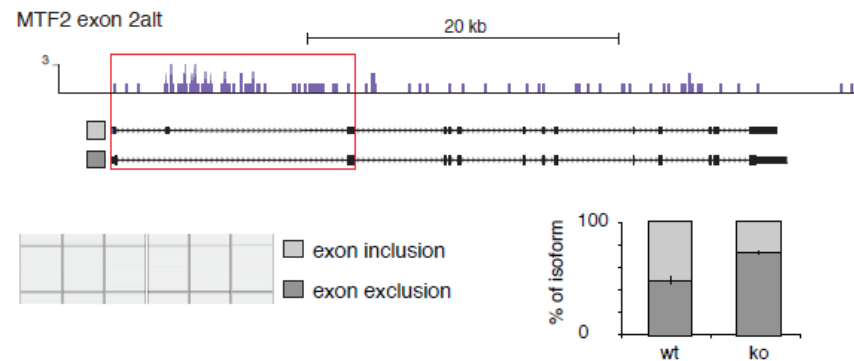 MTF2 exon 2alt
20 kb
3
exon inclusion
exon exclusion
% of isoform
100
0
wt
ko